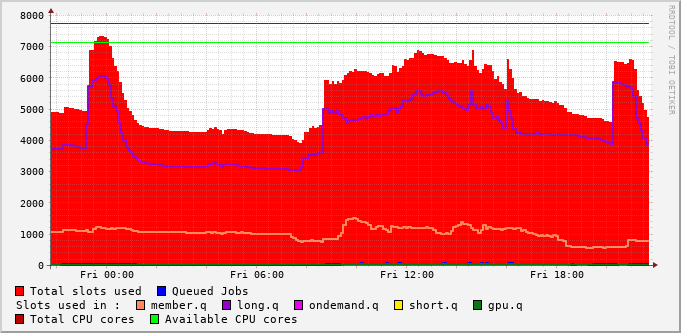 8000
7000
6000
5000
4000
3000
2000
1000
0
RRDTOOL / TOBI OETIKER
Fri 00:00 Fri 06:00 Fri 12:00 Fri 18:00
Total slots used Queued Jobs
Slots used in : member.q long.q ondemand.q short.q gpu.q
Total CPU cores Available CPU cores